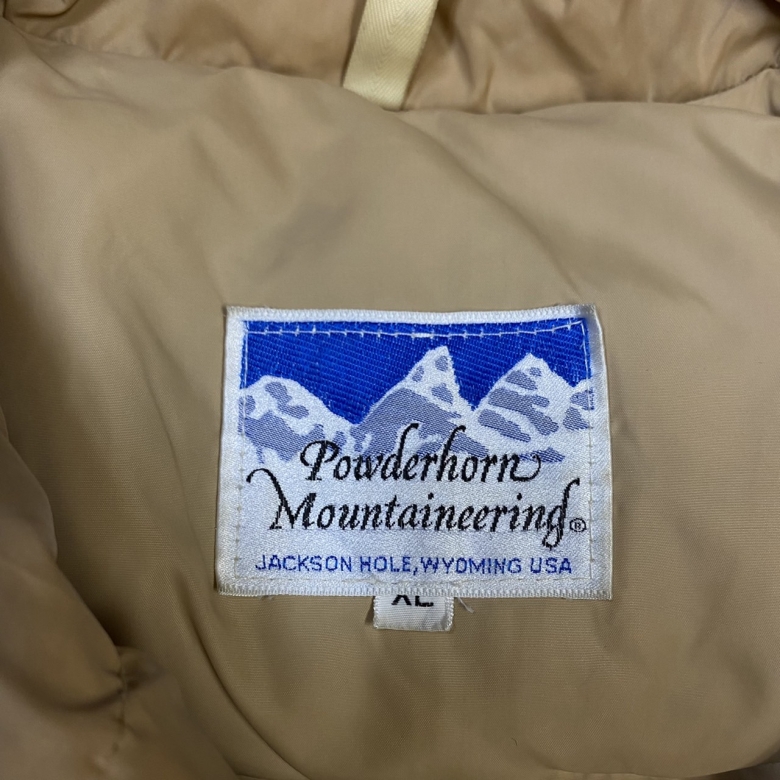 Powderhorn
Mountaineering®
JACKSON HOLE, WYOMING USA
XL